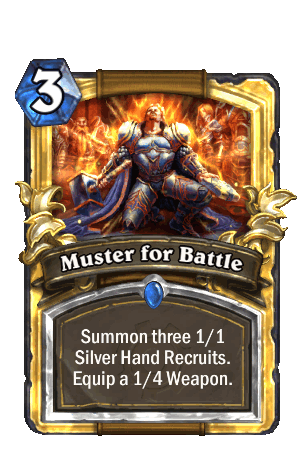 3
Muster for Battle
Summon three 1/1
Silver Hand Recruits.
Equip a 1/4 Weapon.